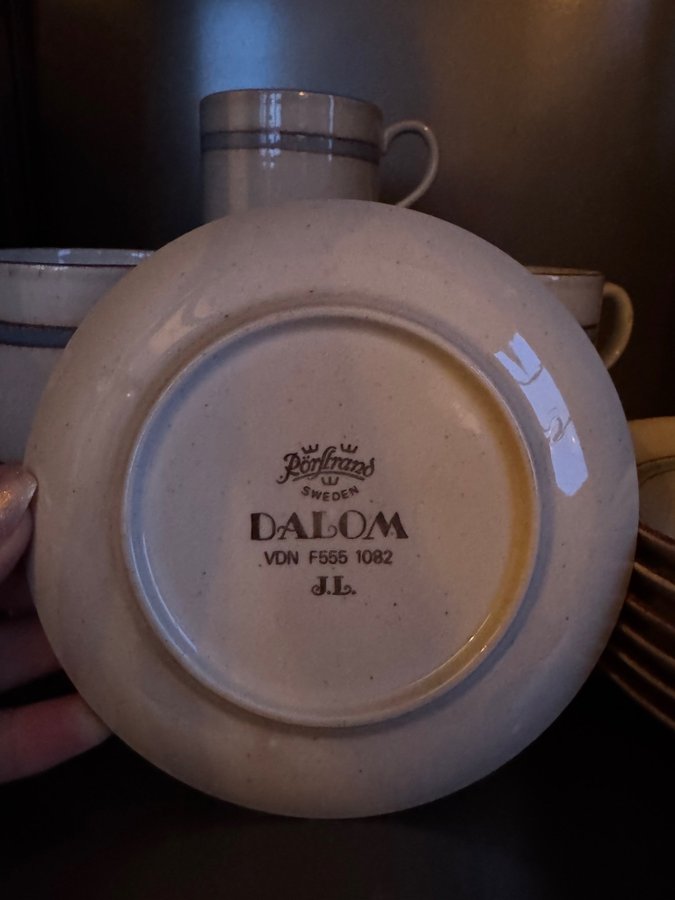 Rörstrand
SWEDEN
DALOM
VDN F555 1082
J.L.